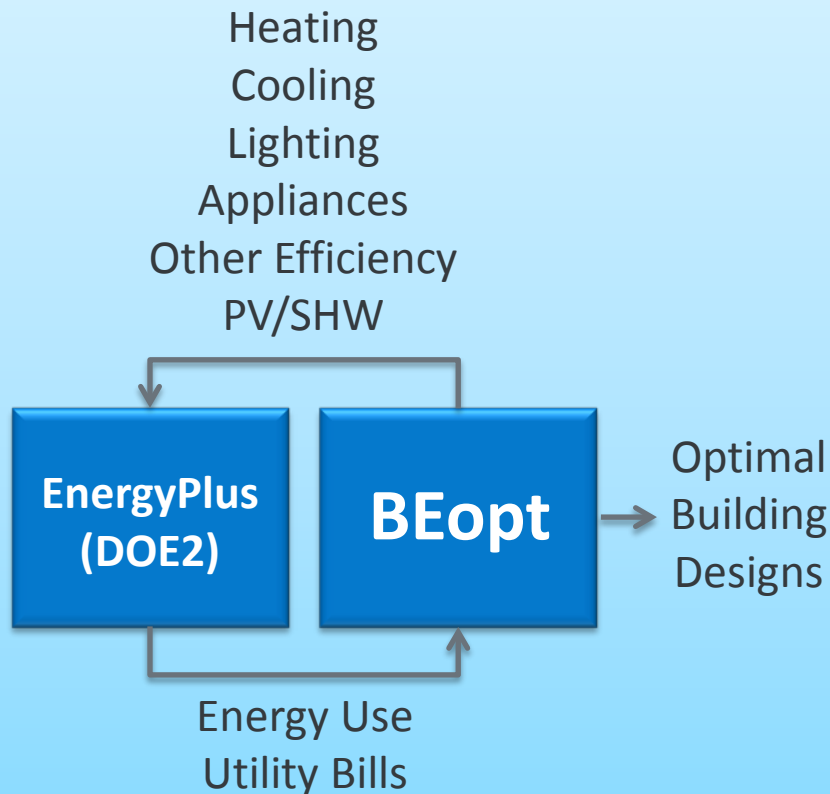 Heating
Cooling
Lighting
Appliances
Other Efficiency
PV/SHW
EnergyPlus
(DOE2)
BEopt
Optimal
Building
Designs
Energy Use
Utility Bills